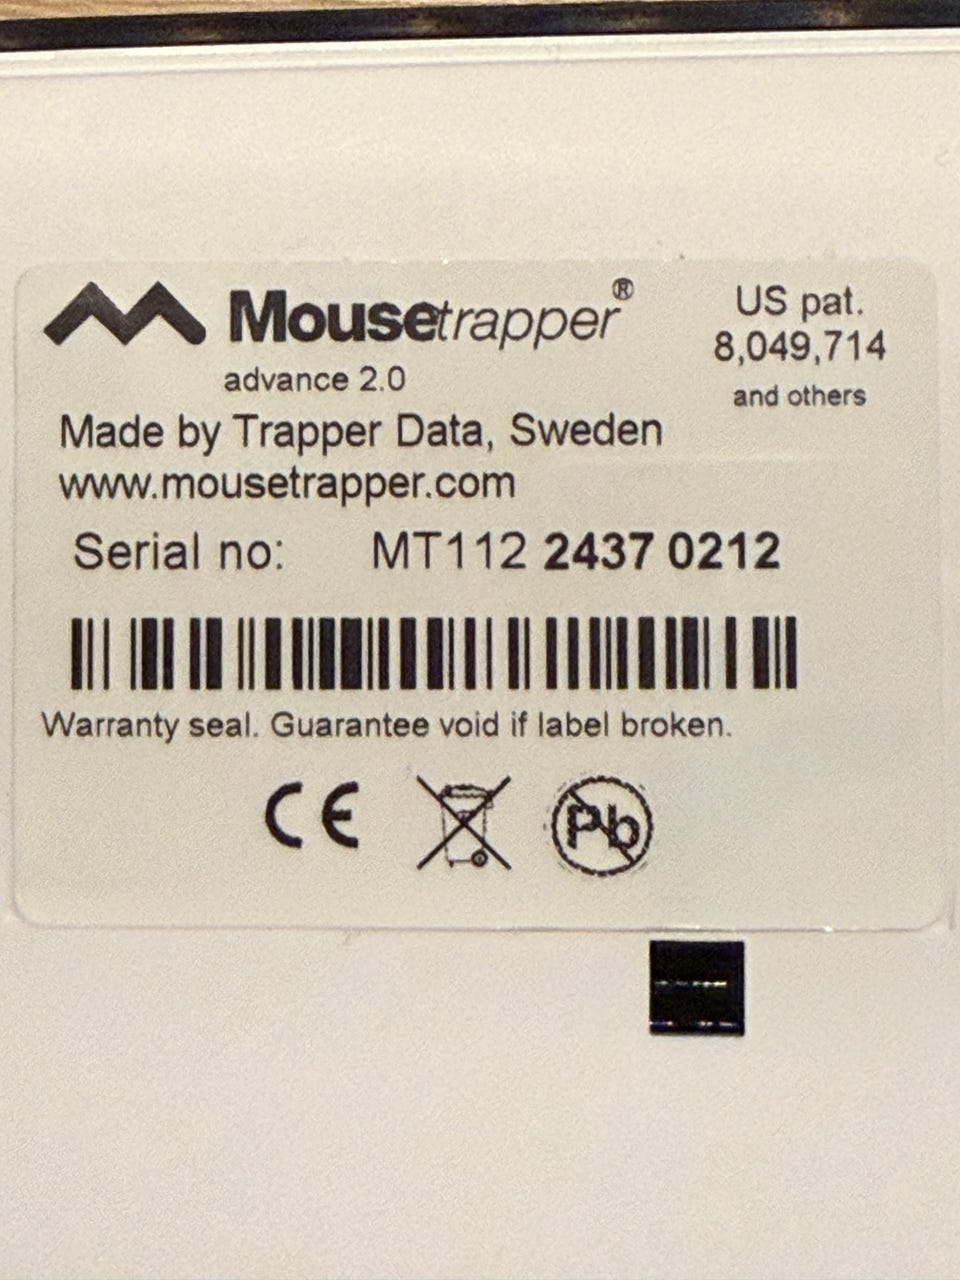 Mousetrapper®
advance 2.0
US pat.
8,049,714
and others
Made by Trapper Data, Sweden
www.mousetrapper.com
Serial no: MT112 2437 0212
Warranty seal. Guarantee void if label broken.
CE
Pb